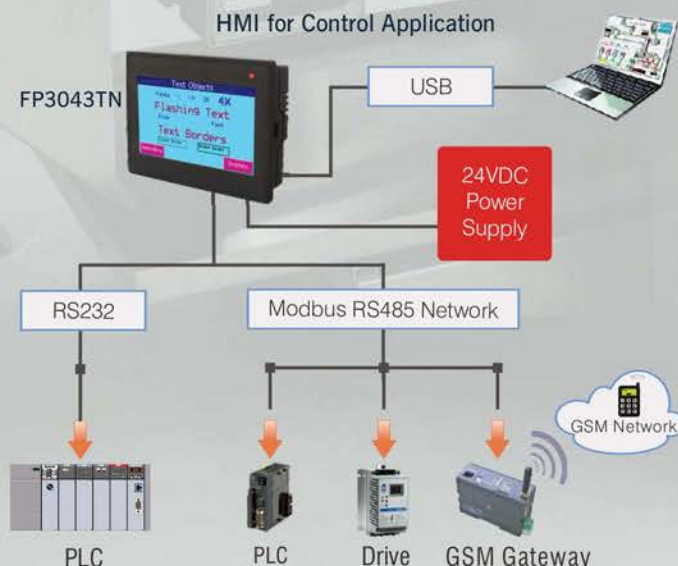 HMI for Control Application
FP3043TN
Text Objects
4X
Flashing Text
Text Borders
USB
24VDC
Power
Supply
RS232
Modbus RS485 Network
GSM Network
PLC
PLC
Drive
GSM Gateway